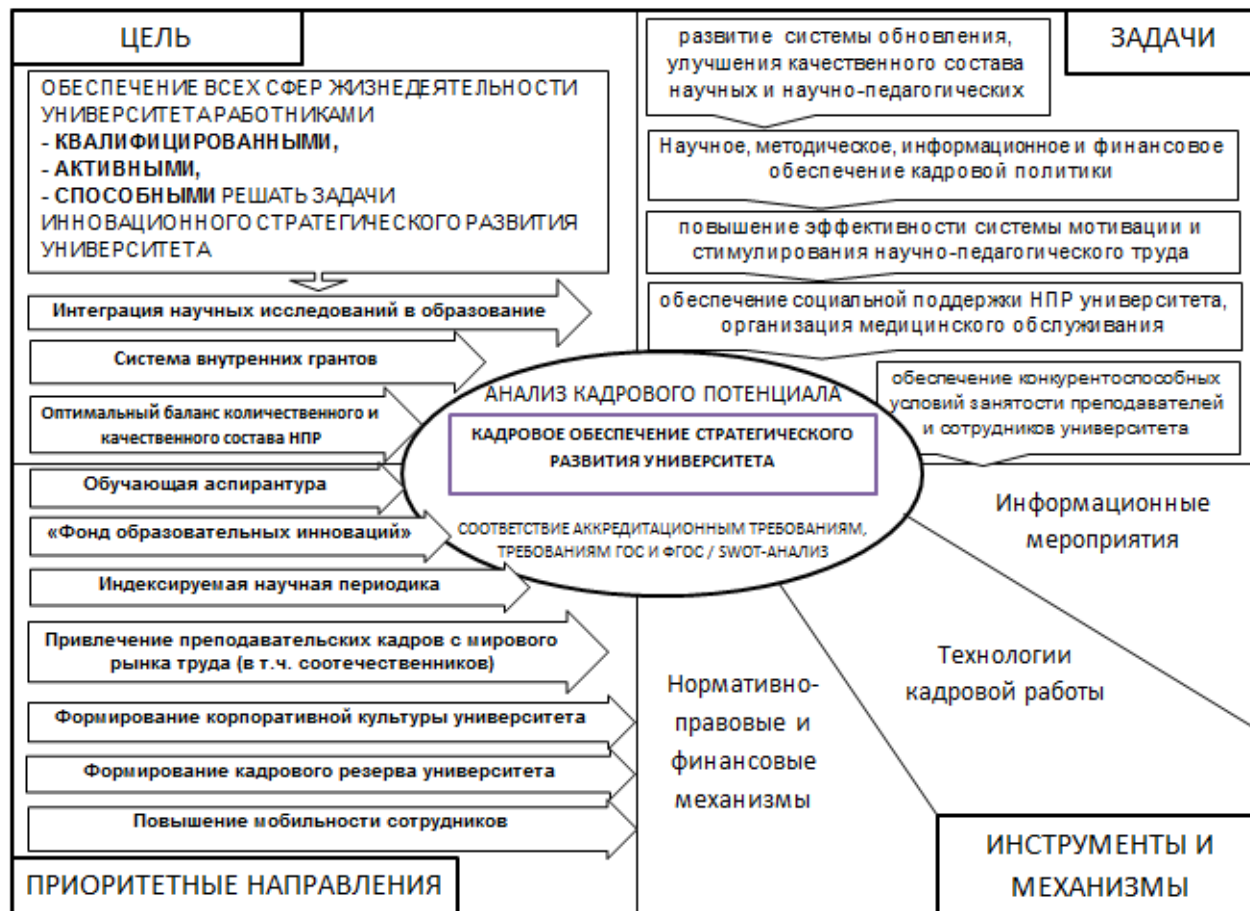 ЦЕЛЬ
ОБЕСПЕЧЕНИЕ ВСЕХ СФЕР ЖИЗНЕДЕЯТЕЛЬНОСТИ
УНИВЕРСИТЕТА РАБОТНИКАМИ
- КВАЛИФИЦИРОВАННЫМИ,
- АКТИВНЫМИ,
- СПОСОБНЫМИ РЕШАТЬ ЗАДАЧИ
ИННОВАЦИОННОГО СТРАТЕГИЧЕСКОГО РАЗВИТИЯ
УНИВЕРСИТЕТА
ЗАДАЧИ
развитие системы обновления,
улучшения качественного состава
научных и научно-педагогических
Научное, методическое, информационное и финансовое
обеспечение кадровой политики
повышение эффективности системы мотивации и
стимулирования научно-педагогического труда
обеспечение социальной поддержки НПР университета,
организация медицинского обслуживания
обеспечение конкурентоспособных
условий занятости преподавателей
и сотрудников университета
Интеграция научных исследований в образование
Система внутренних грантов
Оптимальный баланс количественного и
качественного состава НПР
Обучающая аспирантура
«Фонд образовательных инноваций»
Индексируемая научная периодика
Привлечение преподавательских кадров с мирового
рынка труда (в т.ч. соотечественников)
Формирование корпоративной культуры университета
Формирование кадрового резерва университета
Повышение мобильности сотрудников
ПРИОРИТЕТНЫЕ НАПРАВЛЕНИЯ
АНАЛИЗ КАДРОВОГО ПОТЕНЦИАЛА
КАДРОВОЕ ОБЕСПЕЧЕНИЕ СТРАТЕГИЧЕСКОГО
РАЗВИТИЯ УНИВЕРСИТЕТА
СООТВЕТСТВИЕ АККРЕДИТАЦИОННЫМ ТРЕБОВАНИЯМ,
ТРЕБОВАНИЯМ ГОС И ФГОС / SWOT-АНАЛИЗ
Информационные
мероприятия
Технологии
кадровой работы
Нормативно-
правовые и
финансовые
механизмы
ИНСТРУМЕНТЫ И
МЕХАНИЗМЫ